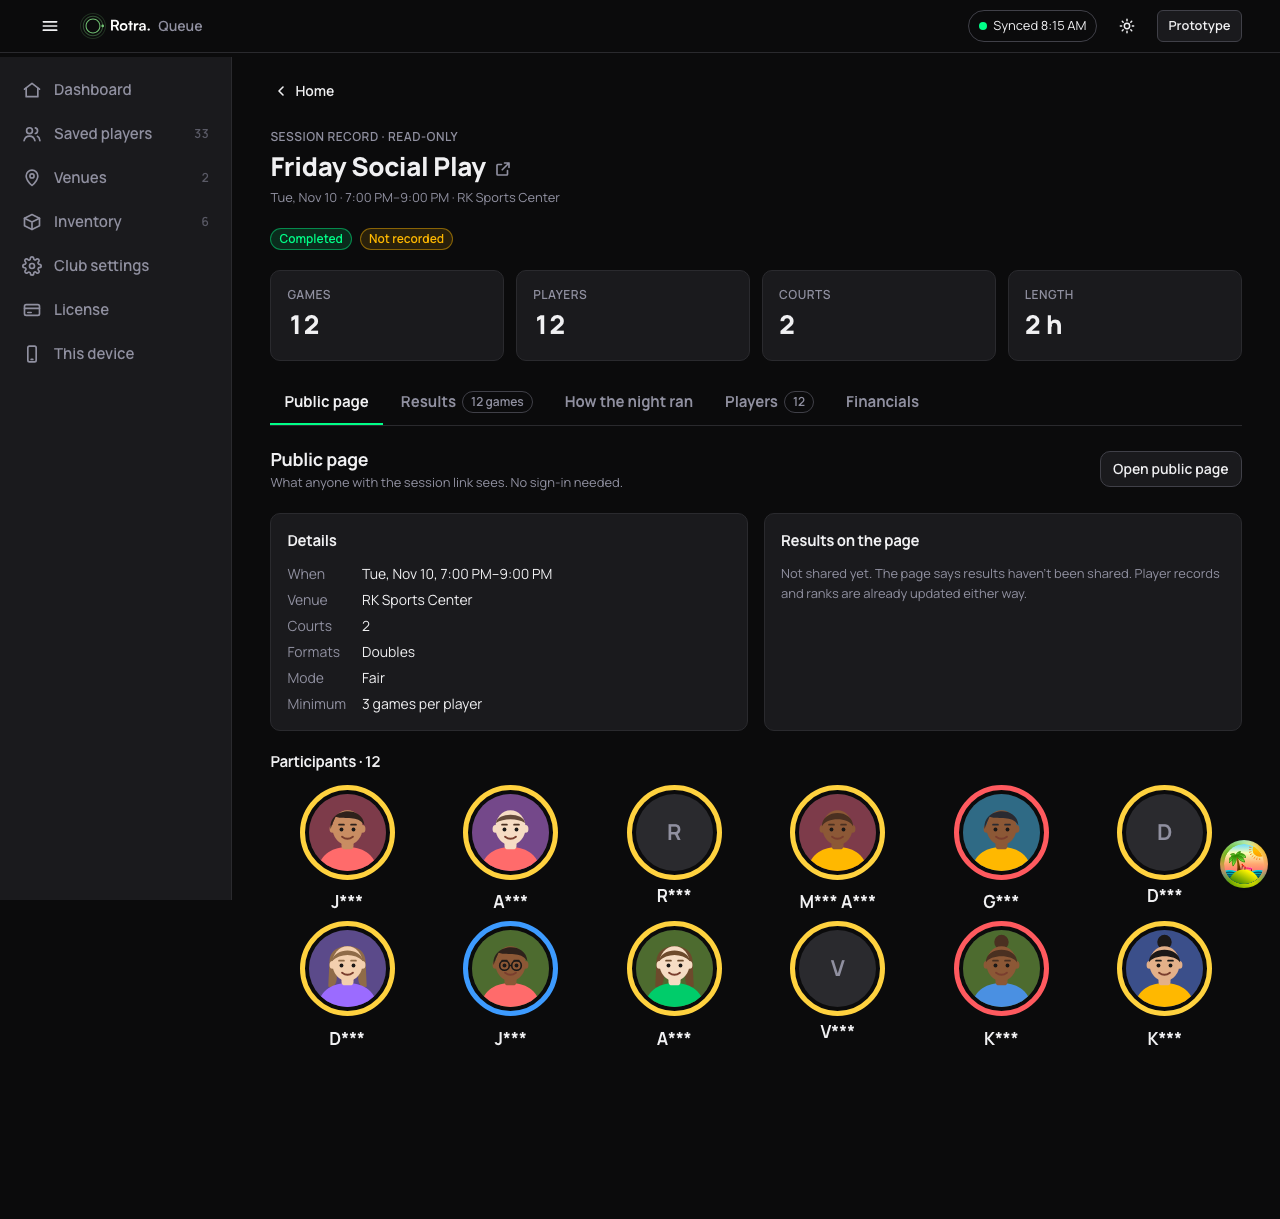 Rotra. Queue
Synced 8:15 AM
Prototype
Dashboard
Saved players 33
Venues 2
Inventory 6
Club settings
License
This device
Home
SESSION RECORD · READ-ONLY
Friday Social Play
Tue, Nov 10 · 7:00 PM–9:00 PM · RK Sports Center
Completed Not recorded
GAMES
12
PLAYERS
12
COURTS
2
LENGTH
2 h
Public page Results 12 games How the night ran Players 12 Financials
Public page
What anyone with the session link sees. No sign-in needed.
Open public page
Details
When Tue, Nov 10, 7:00 PM–9:00 PM
Venue RK Sports Center
Courts 2
Formats Doubles
Mode Fair
Minimum 3 games per player
Results on the page
Not shared yet. The page says results haven't been shared. Player records
and ranks are already updated either way.
Participants · 12
R D
J*** A*** R*** M*** A*** G*** D***
V
D*** J*** A*** V*** K*** K***